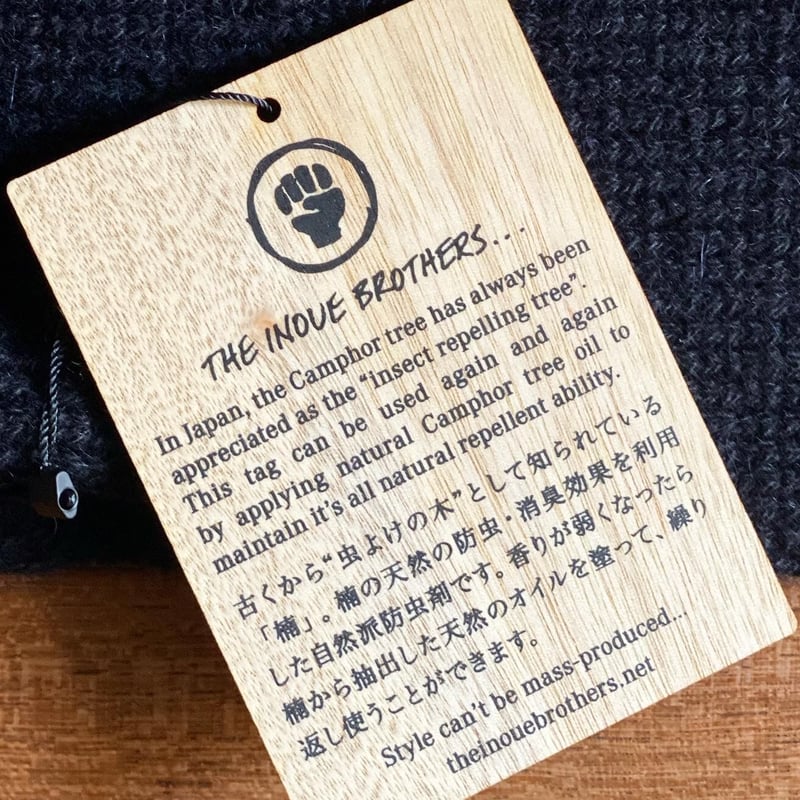 THE INOUE BROTHERS...
In Japan, the Camphor tree has always been
appreciated as the “insect repelling tree”.
This tag can be used again and again
by applying natural Camphor tree oil to
maintain it's all natural repellent ability.
古くから“虫よけの木”として知られている
「楠」。楠の天然の防虫・消臭効果を利用
した自然派防虫剤です。香りが弱くなったら
楠から抽出した天然のオイルを塗って、繰り
返し使うことができます。
Style can't be mass-produced...
theinouebrothers.net